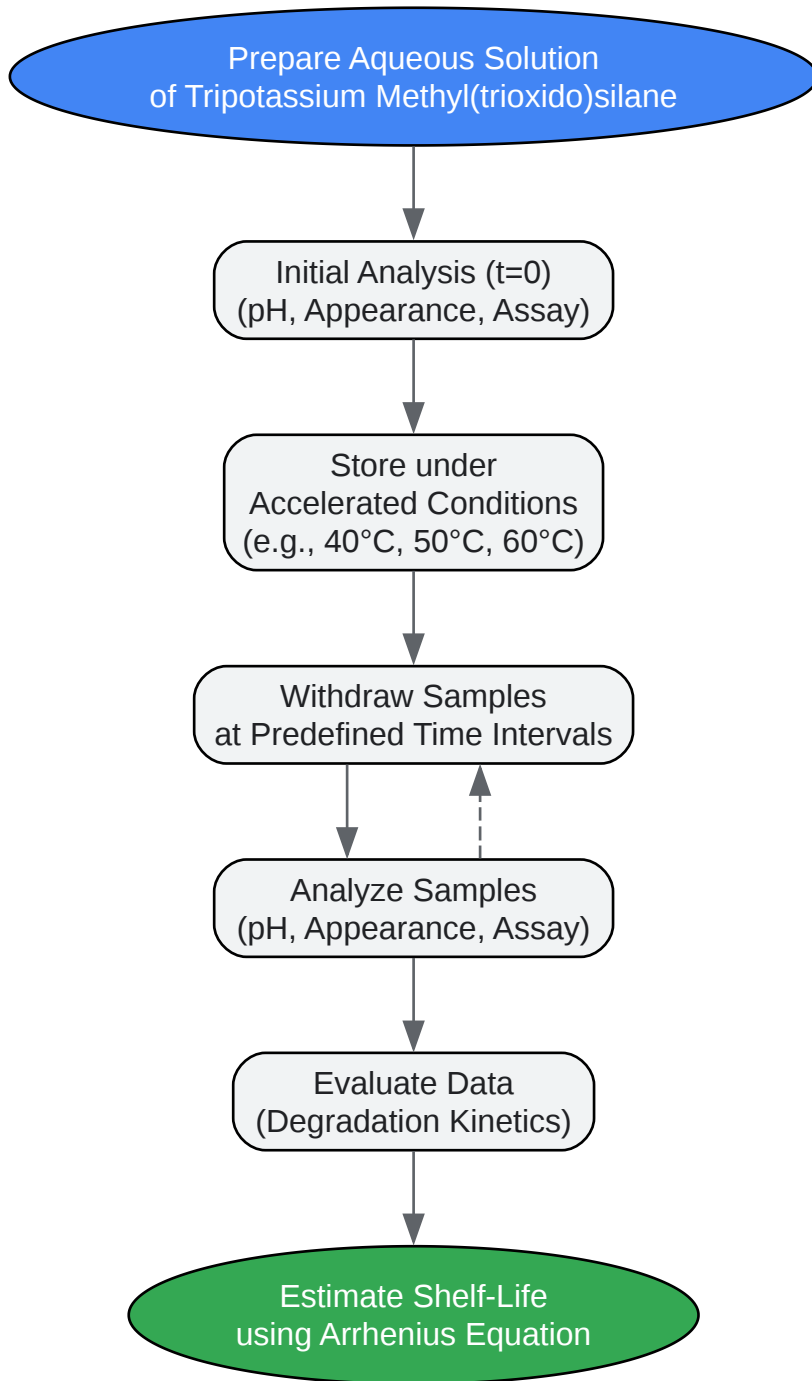 Prepare Aqueous Solution
of Tripotassium Methyl(trioxido)silane
Initial Analysis (t=0)
(pH, Appearance, Assay)
Store under
Accelerated Conditions
(e.g., 40°C, 50°C, 60°C)
Withdraw Samples
at Predefined Time Intervals
Analyze Samples
(pH, Appearance, Assay)
Evaluate Data
(Degradation Kinetics)
Estimate Shelf-Life
using Arrhenius Equation